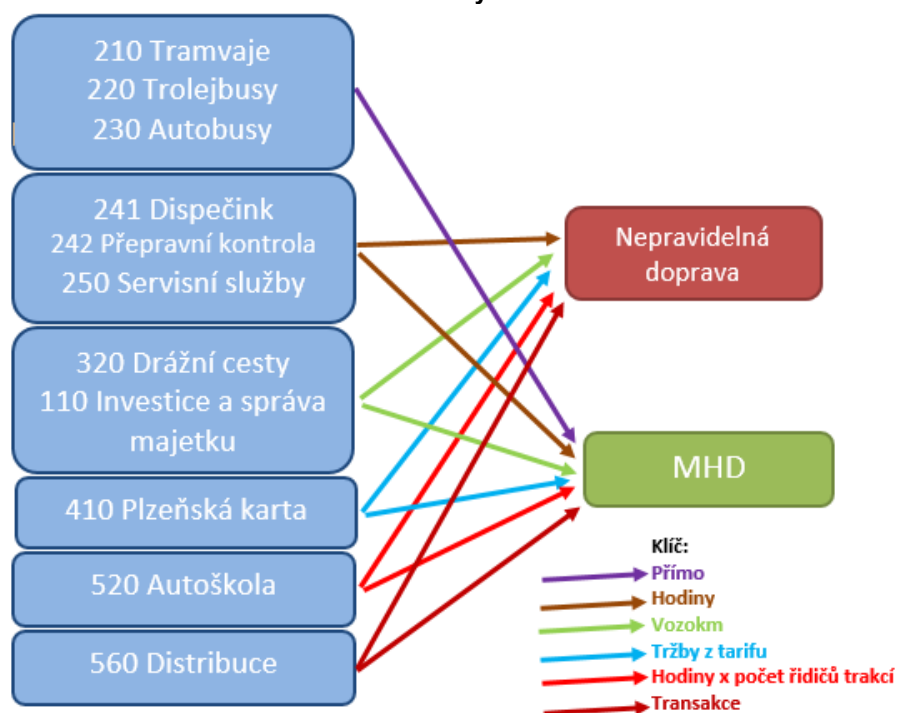 210 Tramvaje
220 Trolejbusy
230 Autobusy
241 Dispečink
242 Přepravní kontrola
250 Servisní služby
320 Drážní cesty
110 Investice a správa
majetku
410 Plzeňská karta
520 Autoškola
560 Distribuce
Nepravidelná
doprava
MHD
Klíč:
Přímo
Hodiny
Vozokm
Tržby z tarifu
Hodiny x počet řidičů trakcí
Transakce